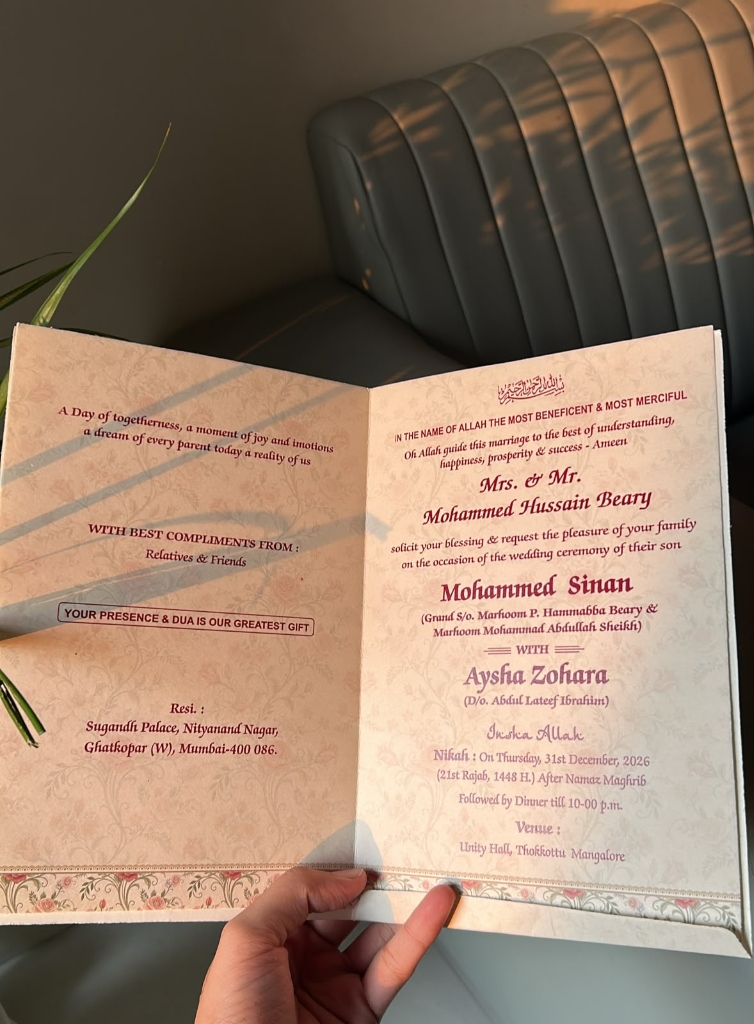 A Day of togetherness, a moment of joy and imotions
a dream of every parent today a reality of us
WITH BEST COMPLIMENTS FROM :
Relatives & Friends
YOUR PRESENCE & DUA IS OUR GREATEST GIFT
Resi. :
Sugandh Palace, Nityanand Nagar,
Ghatkopar (W), Mumbai-400 086.
بسم الله الرحمن الرحيم
IN THE NAME OF ALLAH THE MOST BENEFICENT & MOST MERCIFUL
Oh Allah guide this marriage to the best of understanding,
happiness, prosperity & success - Ameen
Mrs. & Mr.
Mohammed Hussain Beary
solicit your blessing & request the pleasure of your family
on the occasion of the wedding ceremony of their son
Mohammed Sinan
(Grand S/o. Marhoom P. Hammabba Beary &
Marhoom Mohammad Abdullah Sheikh)
WITH
Aysha Zohara
(D/o. Abdul Lateef Ibrahim)
Insha Allah
Nikah : On Thursday, 31st December, 2026
(21st Rajab, 1448 H.) After Namaz Maghrib
Followed by Dinner till 10-00 p.m.
Venue :
Unity Hall, Thokkottu Mangalore